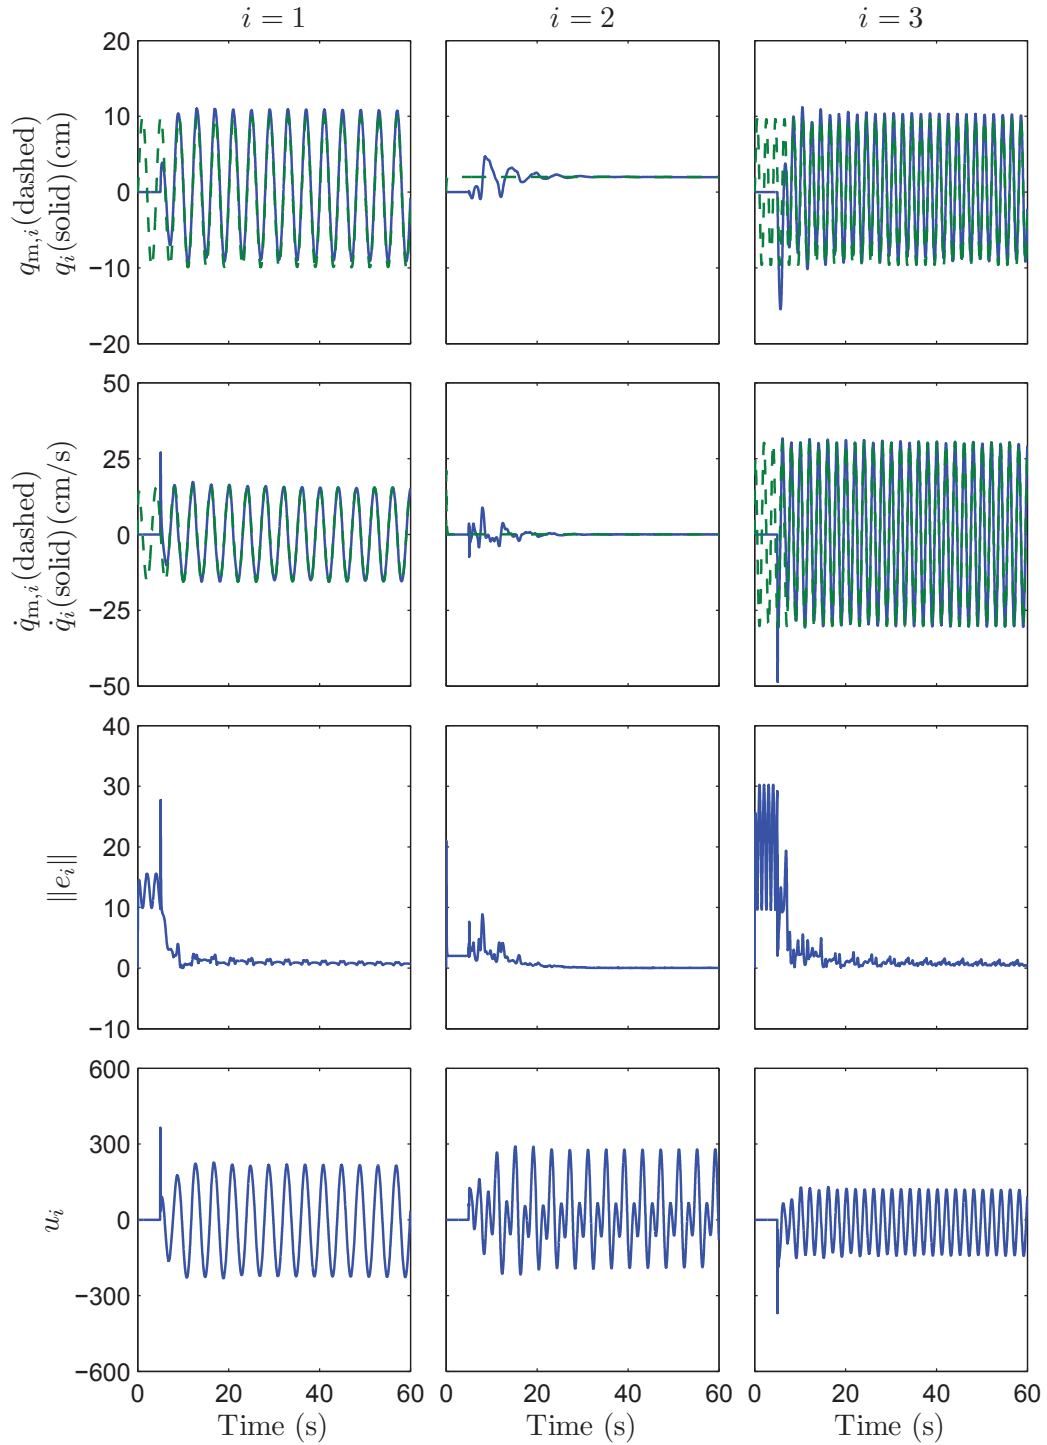 i = 1
i = 2
i = 3
q_{m,i}(dashed)
q_i(solid)(cm)
20
10
0
−10
−20
q̇_{m,i}(dashed)
q̇_i(solid)(cm/s)
50
25
0
−25
−50
‖e_i‖
40
30
20
10
0
−10
u_i
600
300
0
−300
−600
0 20 40 60
0 20 40 60
0 20 40 60
Time (s)
Time (s)
Time (s)